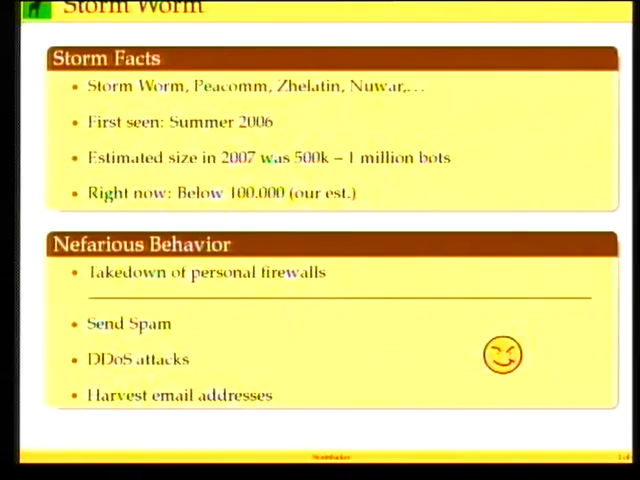 Storm Worm
Storm Facts
• Storm Worm, Peacomm, Zhelatin, Nuwar,…
• First seen: Summer 2006
• Estimated size in 2007 was 500k – 1 million bots
• Right now: Below 100.000 (our est.)
Nefarious Behavior
• Takedown of personal firewalls
• Send Spam
• DDoS attacks
• Harvest email addresses